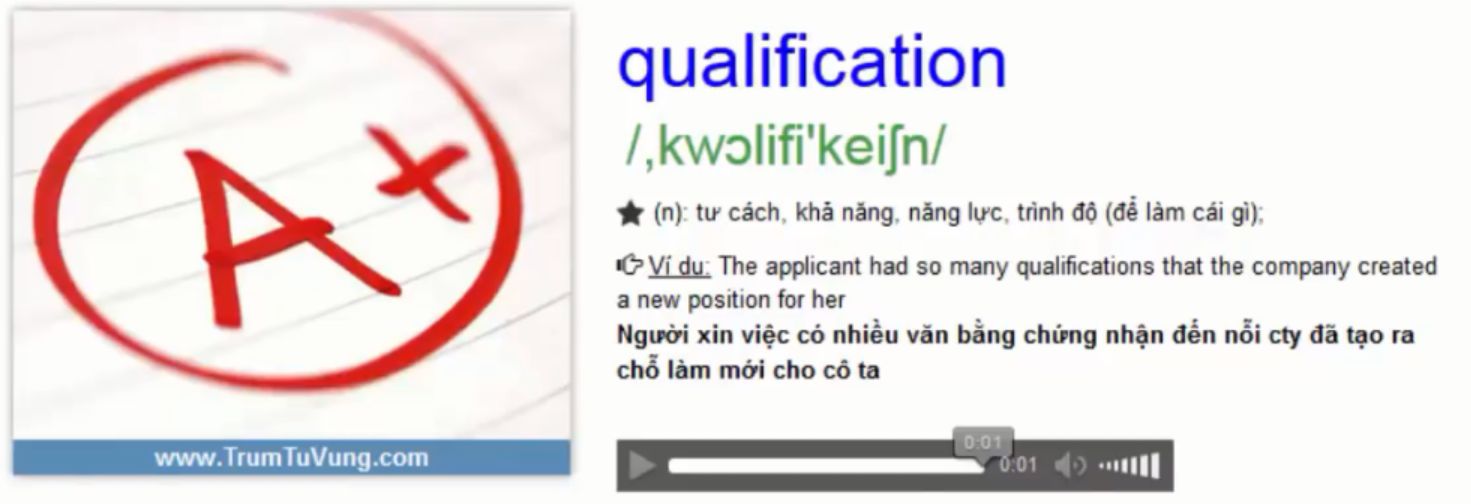 A+
www.TrumTuVung.com
qualification
/,kwɔlifi'keiʃn/
(n): tư cách, khả năng, năng lực, trình độ (để làm cái gì);
Ví du: The applicant had so many qualifications that the company created
a new position for her
Người xin việc có nhiều văn bằng chứng nhận đến nỗi cty đã tạo ra
chỗ làm mới cho cô ta
0:01
0:01